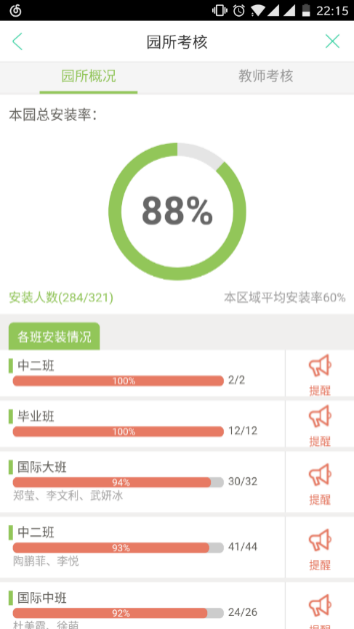 22:15
园所考核
园所概况 教师考核
本园总安装率：
88%
安装人数(284/321) 本区域平均安装率60%
各班安装情况
中二班
100% 2/2
提醒
毕业班
100% 12/12
提醒
国际大班
94% 30/32
郑莹、李文利、武妍冰
提醒
中二班
93% 41/44
陶鹏菲、李悦
提醒
国际中班
92% 24/26
杜美霞、徐萌
提醒